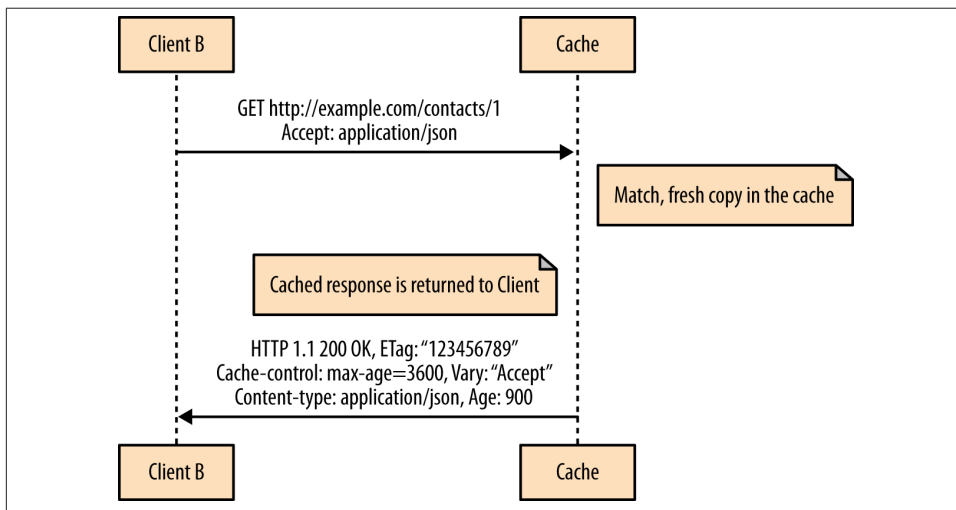 Client B
Cache
GET http://example.com/contacts/1
Accept: application/json
Match, fresh copy in the cache
Cached response is returned to Client
HTTP 1.1 200 OK, ETag: “123456789”
Cache-control: max-age=3600, Vary: “Accept”
Content-type: application/json, Age: 900
Client B
Cache